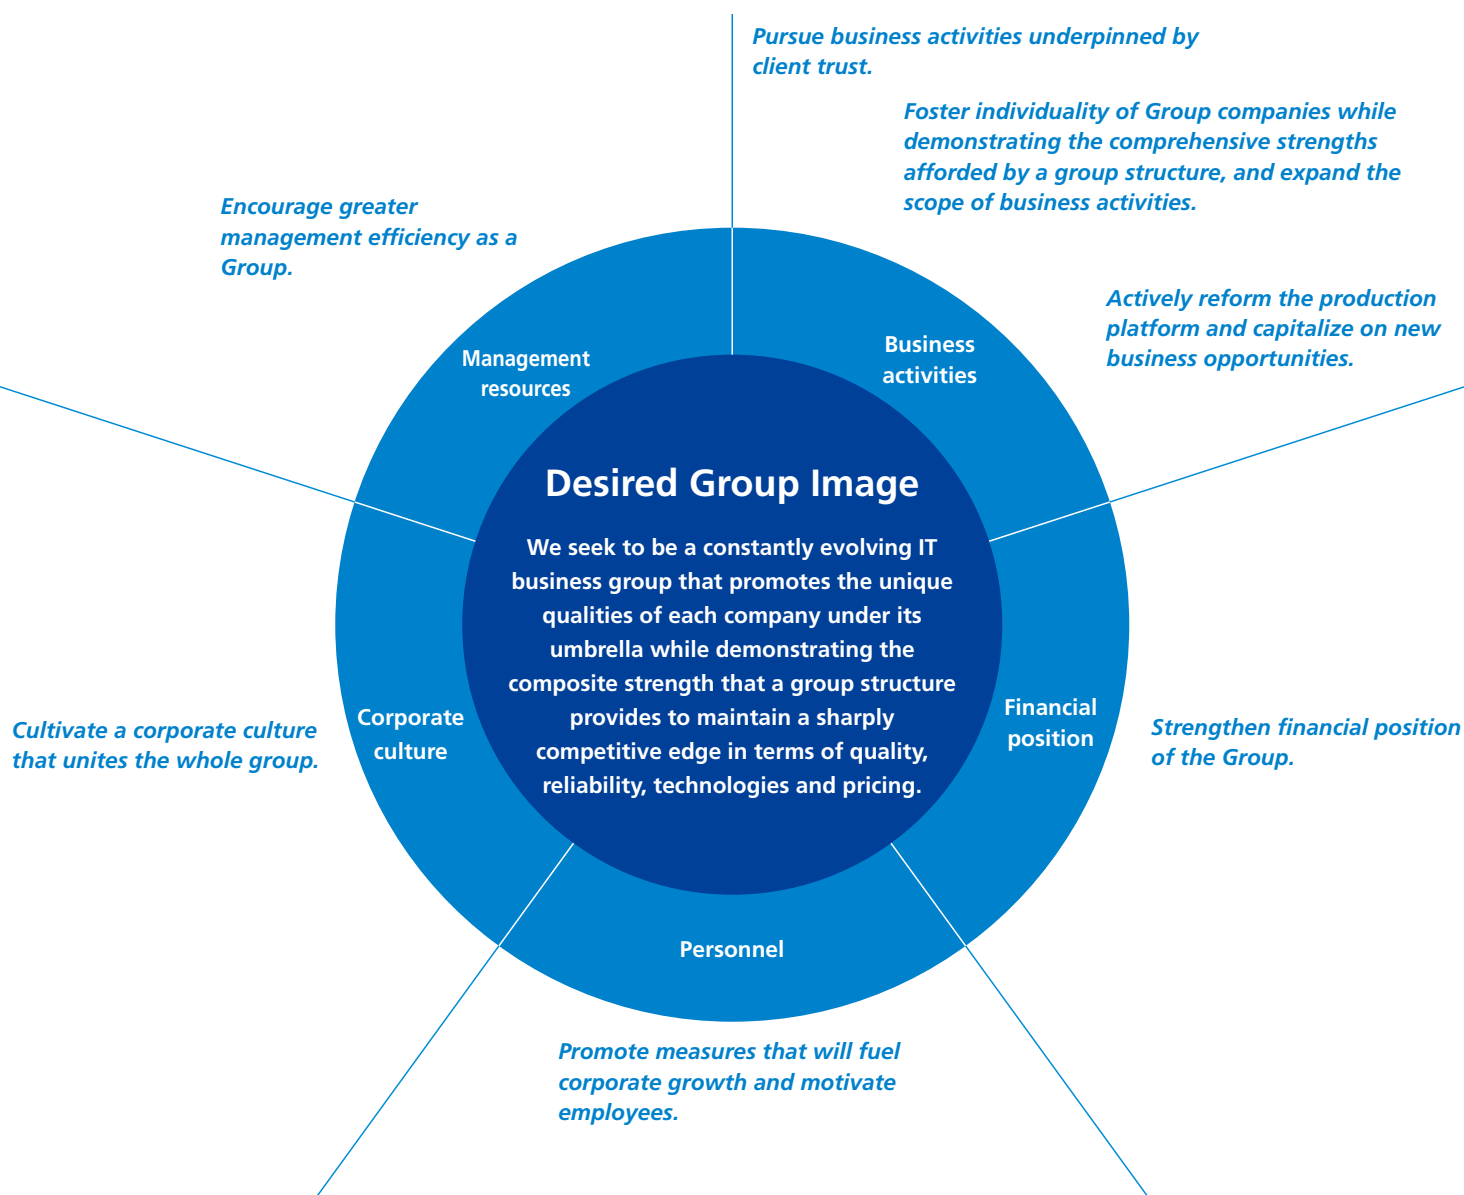 Pursue business activities underpinned by
client trust.
Foster individuality of Group companies while
demonstrating the comprehensive strengths
afforded by a group structure, and expand the
scope of business activities.
Encourage greater
management efficiency as a
Group.
Actively reform the production
platform and capitalize on new
business opportunities.
Management
resources
Business
activities
Desired Group Image
We seek to be a constantly evolving IT
business group that promotes the unique
qualities of each company under its
umbrella while demonstrating the
composite strength that a group structure
provides to maintain a sharply
competitive edge in terms of quality,
reliability, technologies and pricing.
Corporate
culture
Financial
position
Cultivate a corporate culture
that unites the whole group.
Strengthen financial position
of the Group.
Personnel
Promote measures that will fuel
corporate growth and motivate
employees.